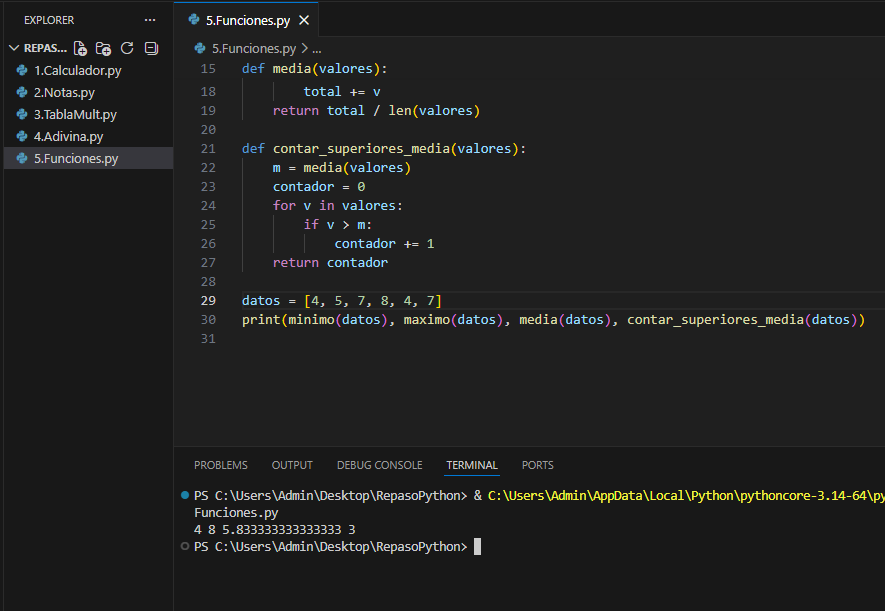 EXPLORER
...
REPAS...
1.Calculador.py
2.Notas.py
3.TablaMult.py
4.Adivina.py
5.Funciones.py
5.Funciones.py
5.Funciones.py > ...
15 def media(valores):
18 total += v
19 return total / len(valores)
20
21 def contar_superiores_media(valores):
22 m = media(valores)
23 contador = 0
24 for v in valores:
25 if v > m:
26 contador += 1
27 return contador
28
29 datos = [4, 5, 7, 8, 4, 7]
30 print(minimo(datos), maximo(datos), media(datos), contar_superiores_media(datos))
31
PROBLEMS OUTPUT DEBUG CONSOLE TERMINAL PORTS
PS C:\Users\Admin\Desktop\RepasoPython> & C:\Users\Admin\AppData\Local\Python\pythoncore-3.14-64\py
Funciones.py
4 8 5.833333333333333 3
PS C:\Users\Admin\Desktop\RepasoPython>